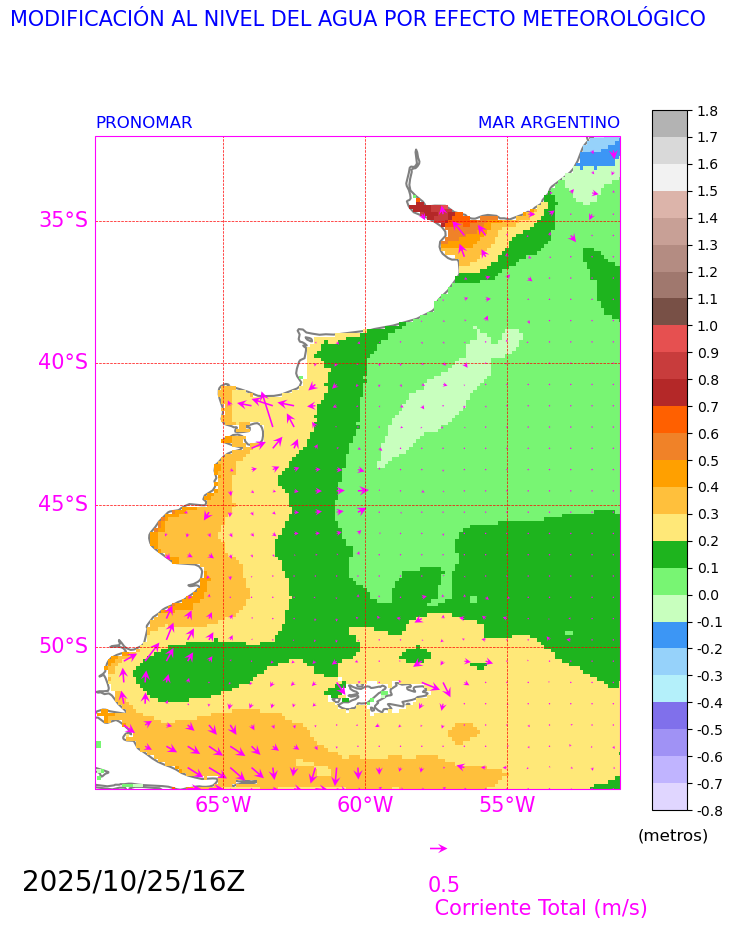 MODIFICACIÓN AL NIVEL DEL AGUA POR EFECTO METEOROLÓGICO
PRONOMAR MAR ARGENTINO
35°S
40°S
45°S
50°S
65°W 60°W 55°W
1.8
1.7
1.6
1.5
1.4
1.3
1.2
1.1
1.0
0.9
0.8
0.7
0.6
0.5
0.4
0.3
0.2
0.1
0.0
-0.1
-0.2
-0.3
-0.4
-0.5
-0.6
-0.7
-0.8
(metros)
2025/10/25/16Z
0.5
Corriente Total (m/s)